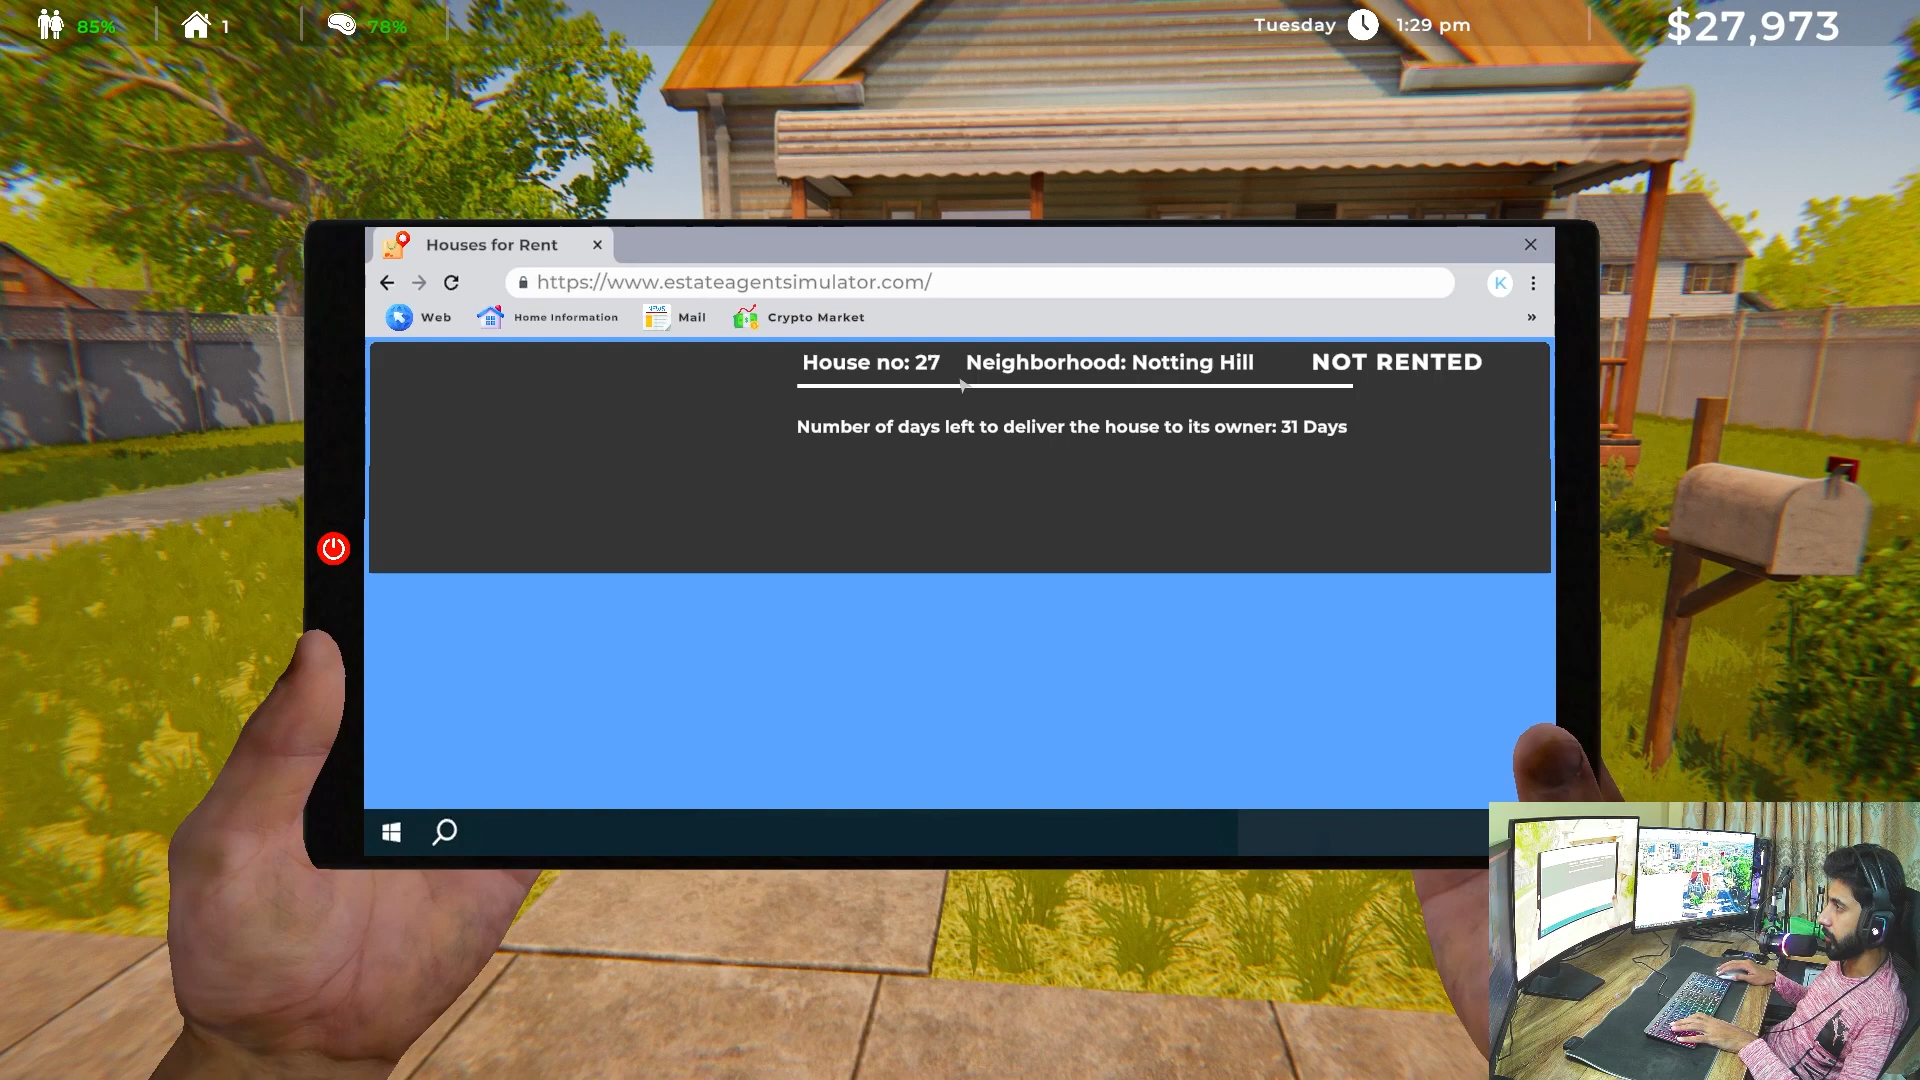 85%
1
78%
Tuesday 1:29 pm
$27,973
Houses for Rent
https://www.estateagentsimulator.com/
K
Web
Home Information
NEWS
Mail
Crypto Market
»
House no: 27 Neighborhood: Notting Hill NOT RENTED
Number of days left to deliver the house to its owner: 31 Days